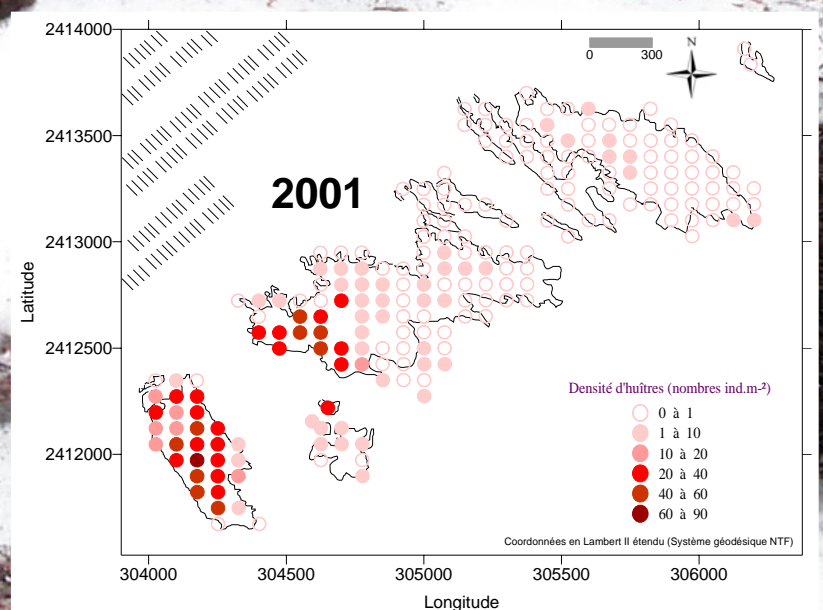 2414000
2413500
2413000
2412500
2412000
Latitude
2001
0 300
N
Densité d'huîtres (nombres ind.m-²)
0 à 1
1 à 10
10 à 20
20 à 40
40 à 60
60 à 90
Coordonnées en Lambert II étendu (Système géodésique NTF)
304000 304500 305000 305500 306000
Longitude